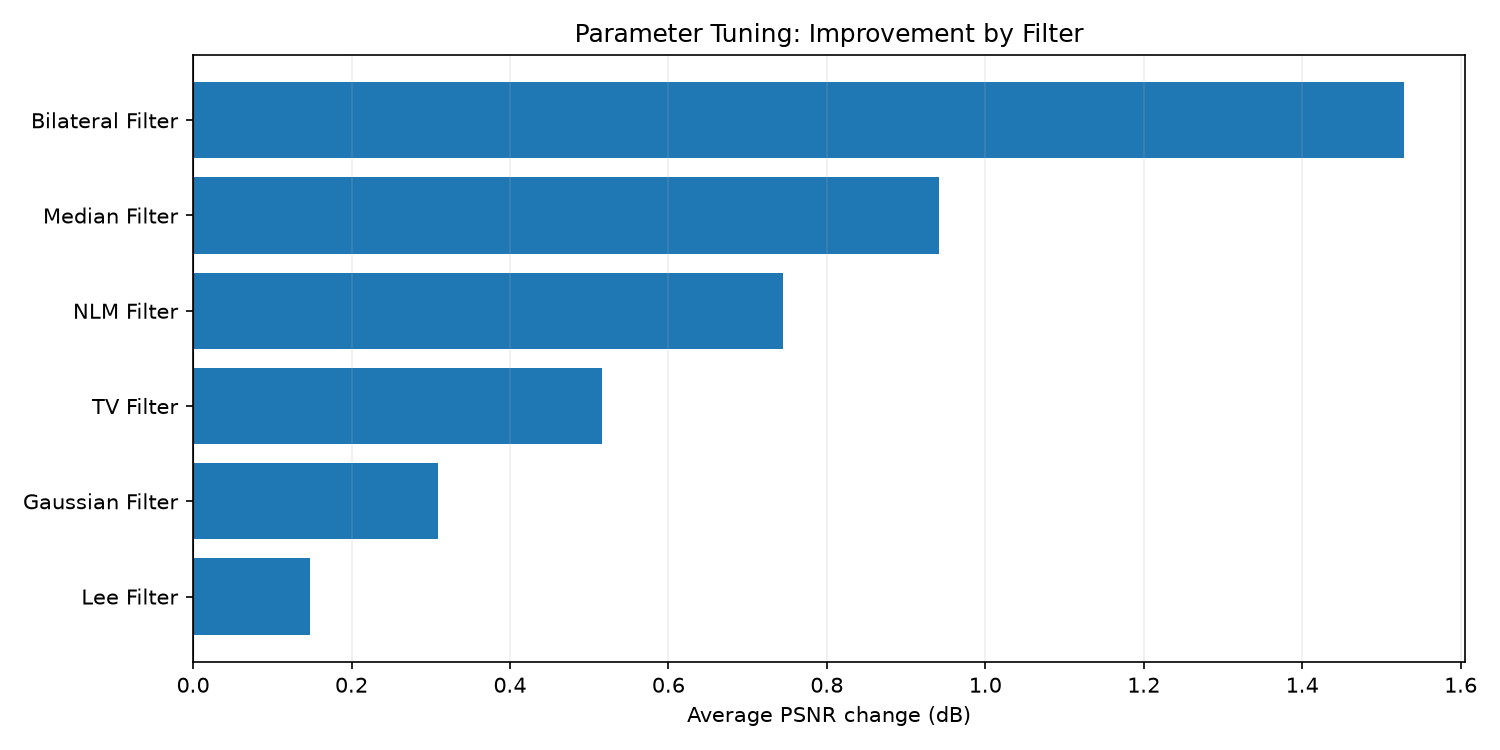 Parameter Tuning: Improvement by Filter
Bilateral Filter
Median Filter
NLM Filter
TV Filter
Gaussian Filter
Lee Filter
0.0 0.2 0.4 0.6 0.8 1.0 1.2 1.4 1.6
Average PSNR change (dB)